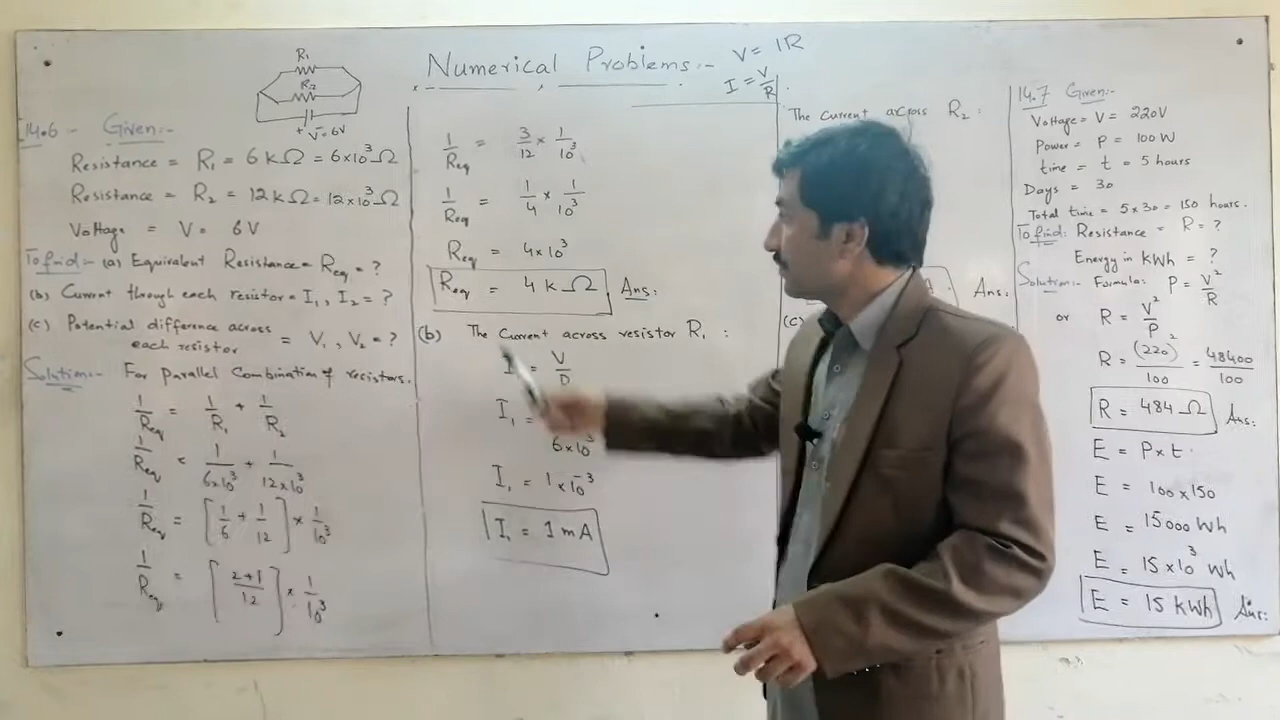 Numerical Problems:-
V = IR
I = V/R
R₁
R₂
+ V = 6V
14.6 - Given:-
Resistance = R₁ = 6 kΩ = 6×10³Ω
Resistance = R₂ = 12kΩ = 12×10³Ω
Voltage = V = 6V
To find:- (a) Equivalent Resistance = Req = ?
(b) Current through each resistor = I₁, I₂ = ?
(c) Potential difference across
each resistor = V₁, V₂ = ?
Solution:- For Parallel Combination of resistors.
1/Req = 1/R₁ + 1/R₂
1/Req = 1/6×10³ + 1/12×10³
1/Req = [1/6 + 1/12] × 1/10³
1/Req = [2+1/12] × 1/10³
1/Req = 3/12 × 1/10³
1/Req = 1/4 × 1/10³
Req = 4×10³
Req = 4 kΩ Ans:
(b) The Current across resistor R₁ :
I = V/
I₁ =
6×10³
I₁ = 1×10⁻³
I₁ = 1mA
The Current across R₂ :
A. Ans:
(c)
14.7 Given:-
Voltage = V = 220V
Power = P = 100W
time = t = 5 hours
Days = 30
Total time = 5×30 = 150 hours.
To find: Resistance = R = ?
Energy in kWh = ?
Solution:- Formula: P = V²/R
or R = V²/P
R = (220)²/100 = 48400/100
R = 484 Ω Ans:
E = P×t.
E = 100×150
E = 15000 Wh
E = 15×10³ Wh
E = 15 kWh Ans: